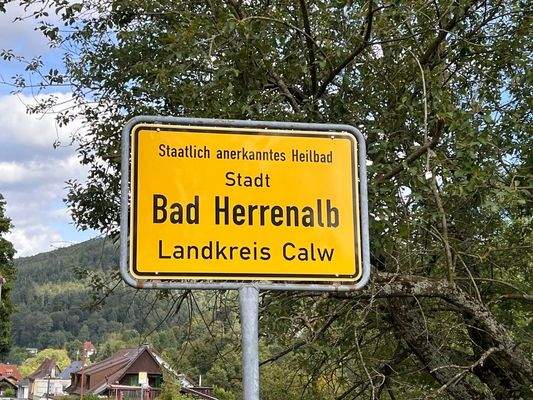 Staatlich anerkanntes Heilbad
Stadt
Bad Herrenalb
Landkreis Calw